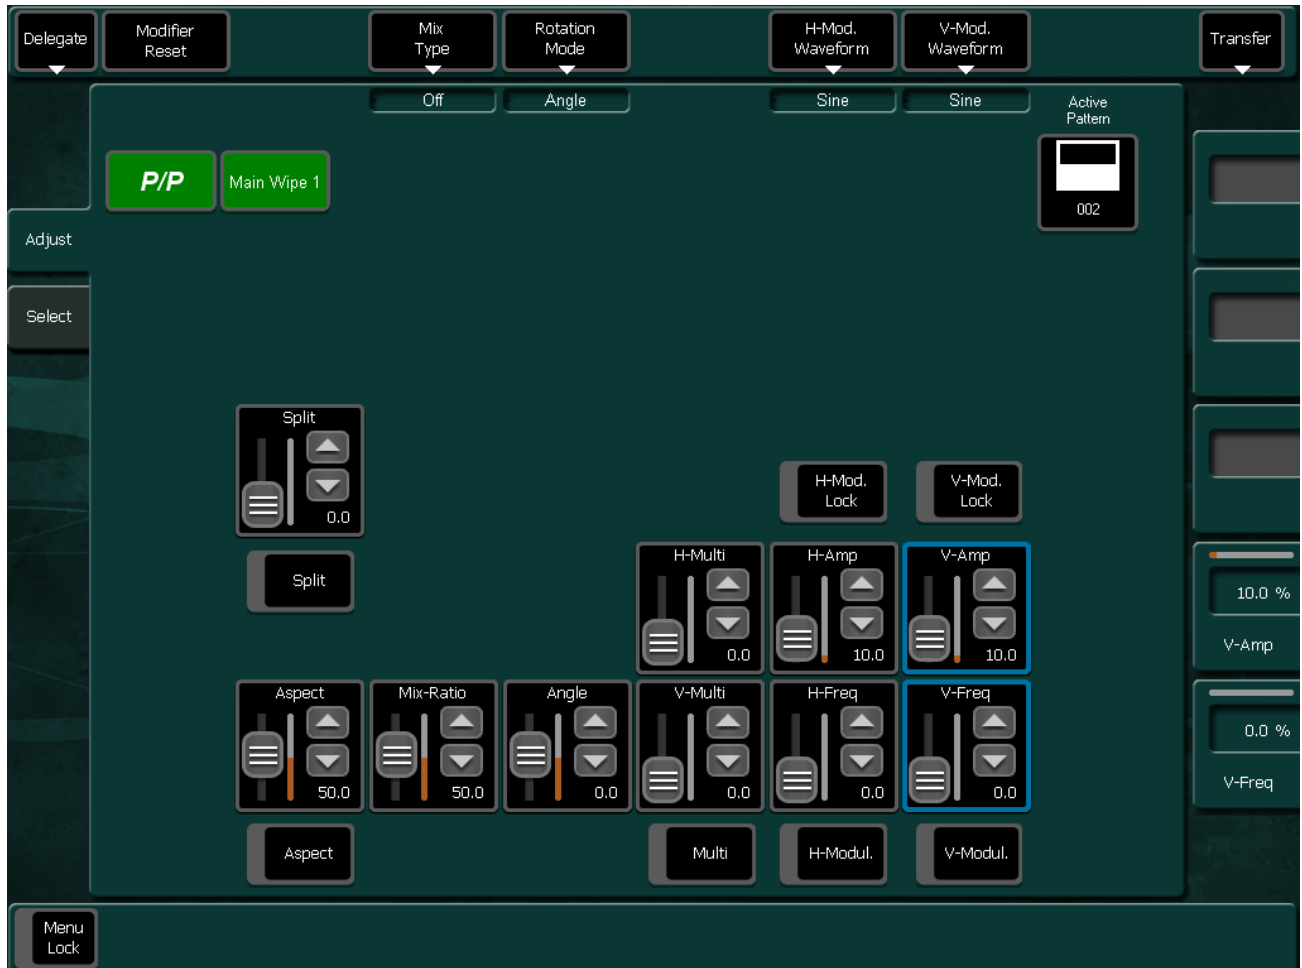 Delegate
Modifier
Reset
Mix
Type
Rotation
Mode
H-Mod.
Waveform
V-Mod.
Waveform
Transfer
Off
Angle
Sine
Sine
Active
Pattern
P/P
Main Wipe 1
002
Adjust
Select
Split
0.0
H-Mod.
Lock
V-Mod.
Lock
Split
H-Multi
0.0
H-Amp
10.0
V-Amp
10.0
10.0 %
V-Amp
Aspect
50.0
Mix-Ratio
50.0
Angle
0.0
V-Multi
0.0
H-Freq
0.0
V-Freq
0.0
0.0 %
V-Freq
Aspect
Multi
H-Modul.
V-Modul.
Menu
Lock